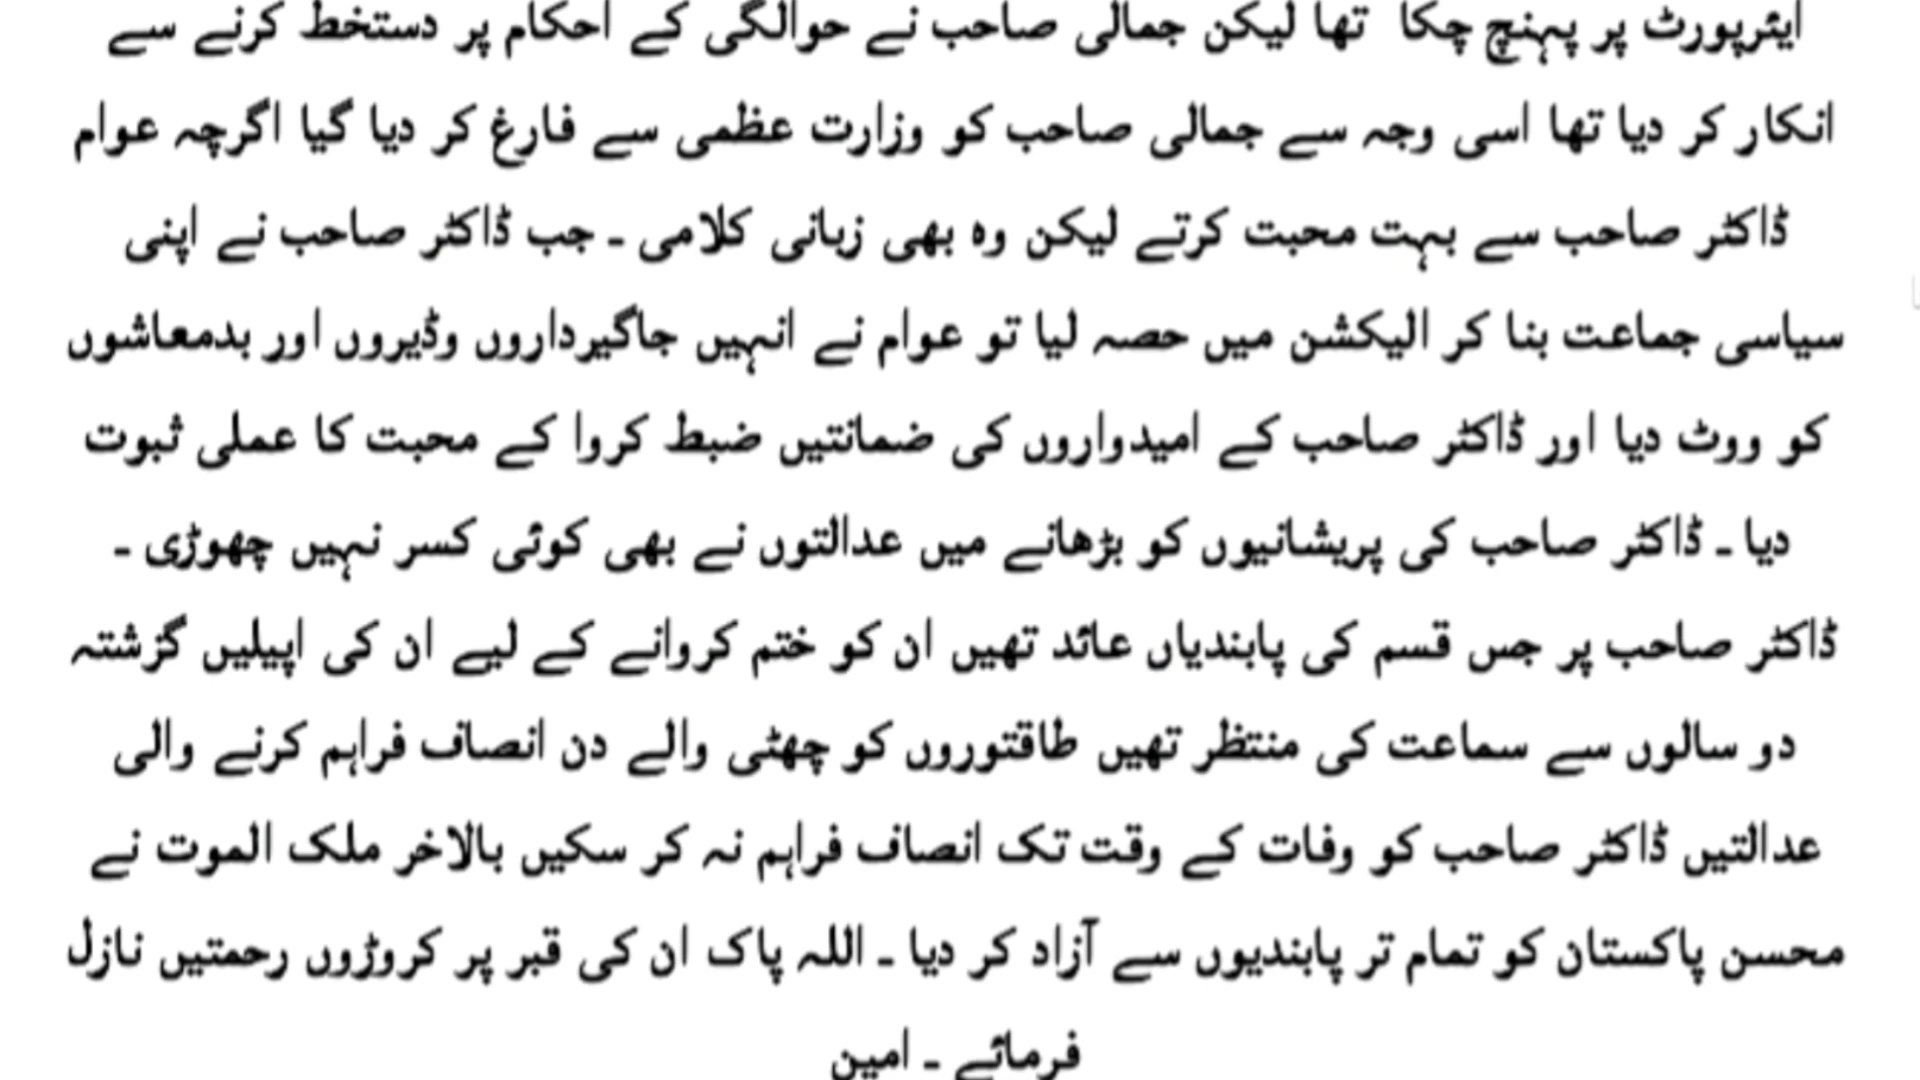 ایئرپورٹ پر پہنچ چکا تھا لیکن جمالی صاحب نے حوالگی کے احکام پر دستخط کرنے سے
انکار کر دیا تھا اسی وجہ سے جمالی صاحب کو وزارت عظمی سے فارغ کر دیا گیا اگرچہ عوام
ڈاکٹر صاحب سے بہت محبت کرتے لیکن وہ بھی زبانی کلامی ۔ جب ڈاکٹر صاحب نے اپنی
سیاسی جماعت بنا کر الیکشن میں حصہ لیا تو عوام نے انہیں جاگیرداروں وڈیروں اور بدمعاشوں
کو ووٹ دیا اور ڈاکٹر صاحب کے امیدواروں کی ضمانتیں ضبط کروا کے محبت کا عملی ثبوت
دیا ۔ ڈاکٹر صاحب کی پریشانیوں کو بڑھانے میں عدالتوں نے بھی کوئی کسر نہیں چھوڑی ۔
ڈاکٹر صاحب پر جس قسم کی پابندیاں عائد تھیں ان کو ختم کروانے کے لیے ان کی اپیلیں گزشتہ
دو سالوں سے سماعت کی منتظر تھیں طاقتوروں کو چھٹی والے دن انصاف فراہم کرنے والی
عدالتیں ڈاکٹر صاحب کو وفات کے وقت تک انصاف فراہم نہ کر سکیں بالاخر ملک الموت نے
محسن پاکستان کو تمام تر پابندیوں سے آزاد کر دیا ۔ اللہ پاک ان کی قبر پر کروڑوں رحمتیں نازل
فرمائے ۔ امین